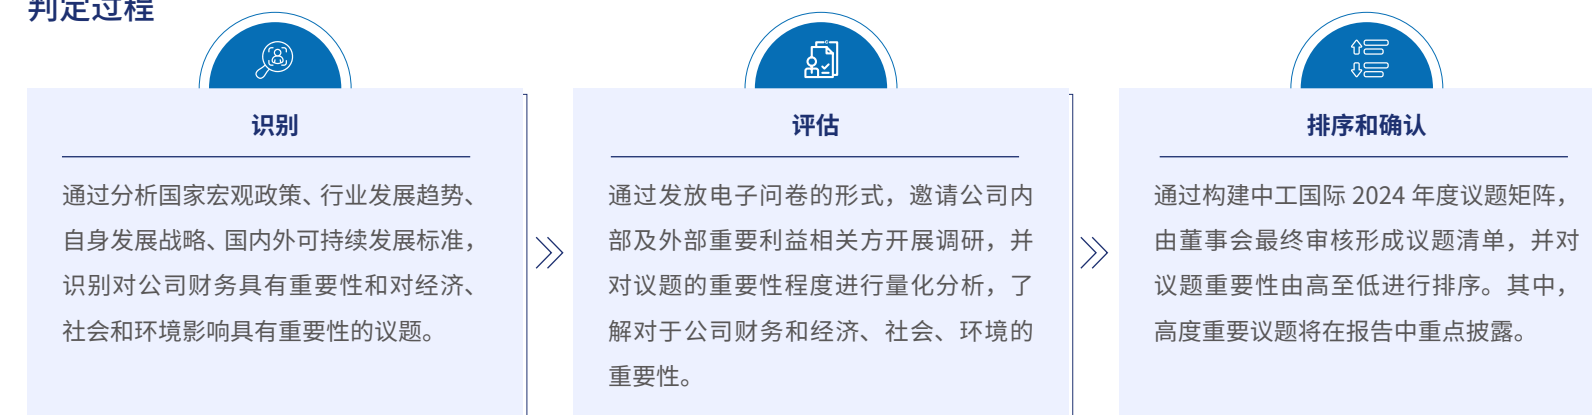 判定过程
识别
通过分析国家宏观政策、行业发展趋势、
自身发展战略、国内外可持续发展标准，
识别对公司财务具有重要性和对经济、
社会和环境影响具有重要性的议题。
评估
通过发放电子问卷的形式，邀请公司内
部及外部重要利益相关方开展调研，并
对议题的重要性程度进行量化分析，了
解对于公司财务和经济、社会、环境的
重要性。
排序和确认
通过构建中工国际 2024 年度议题矩阵，
由董事会最终审核形成议题清单，并对
议题重要性由高至低进行排序。其中，
高度重要议题将在报告中重点披露。